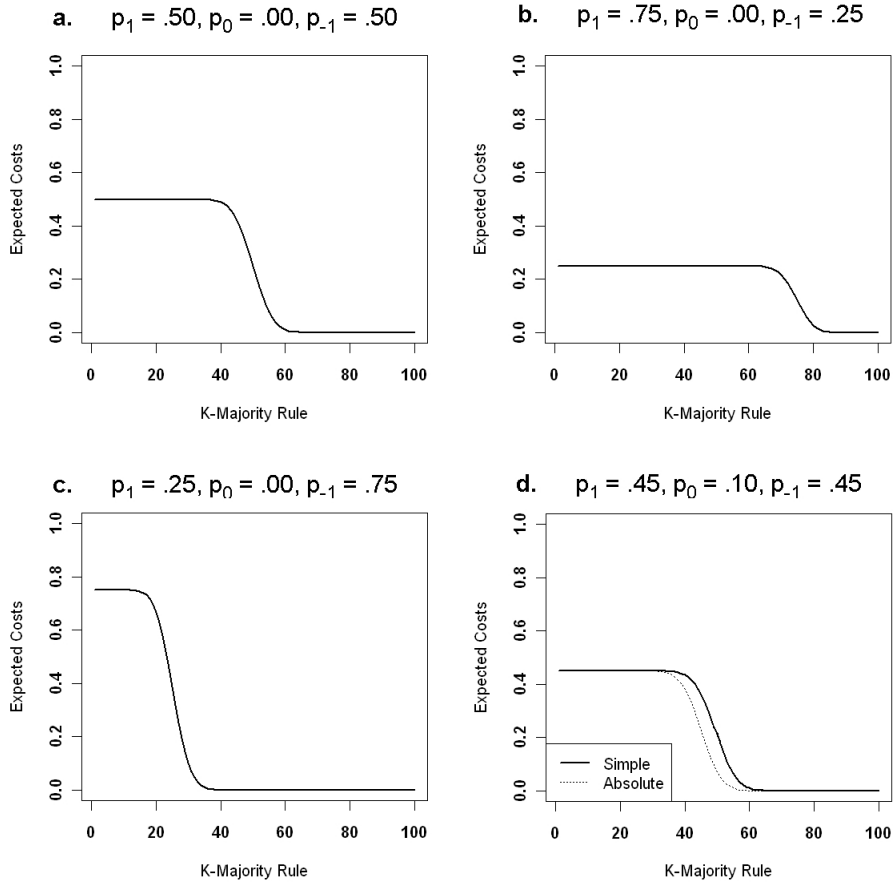 a. p1 = .50, p0 = .00, p-1 = .50
Expected Costs
1.0
0.8
0.6
0.4
0.2
0.0
0 20 40 60 80 100
K-Majority Rule
b. p1 = .75, p0 = .00, p-1 = .25
Expected Costs
1.0
0.8
0.6
0.4
0.2
0.0
0 20 40 60 80 100
K-Majority Rule
c. p1 = .25, p0 = .00, p-1 = .75
Expected Costs
1.0
0.8
0.6
0.4
0.2
0.0
0 20 40 60 80 100
K-Majority Rule
d. p1 = .45, p0 = .10, p-1 = .45
Expected Costs
1.0
0.8
0.6
0.4
0.2
0.0
Simple
Absolute
0 20 40 60 80 100
K-Majority Rule